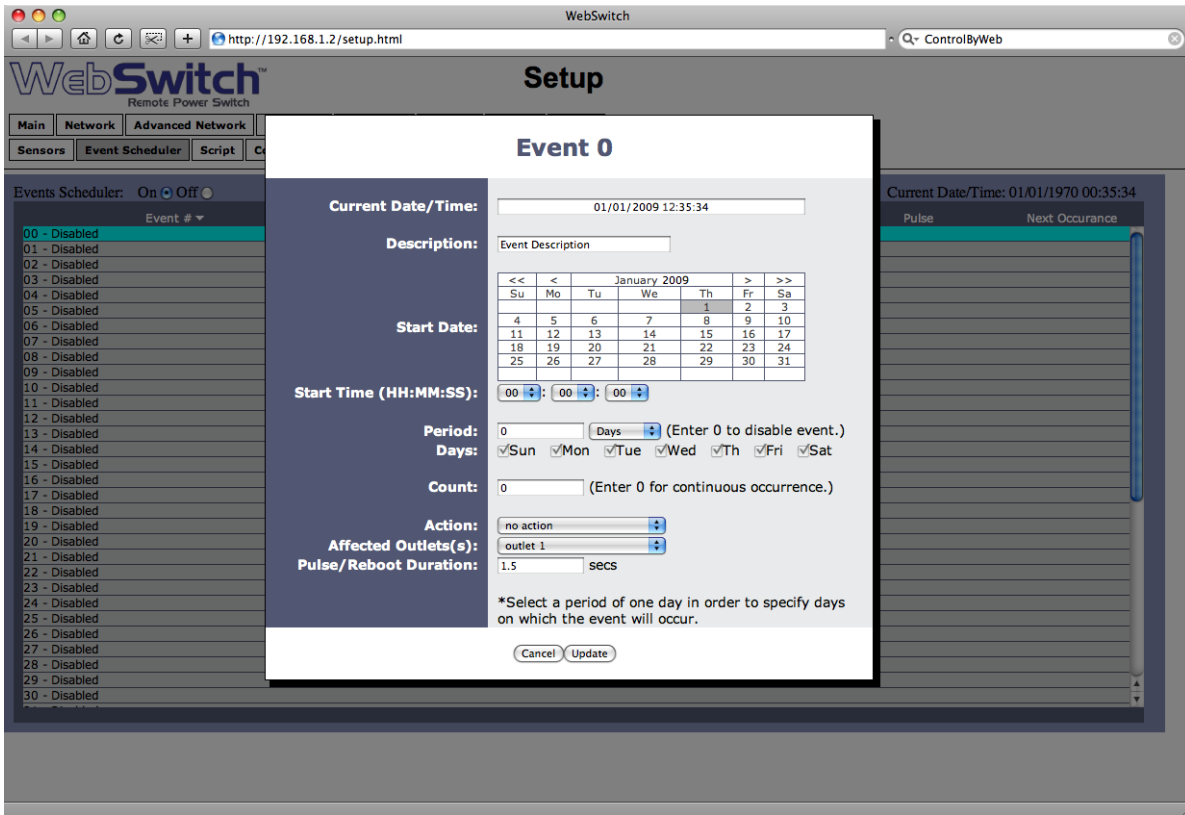 WebSwitch
http://192.168.1.2/setup.html
ControlByWeb
WebSwitch™
Remote Power Switch
Setup
Main Network Advanced Network
Sensors Event Scheduler Script
Events Scheduler: On Off
Current Date/Time: 01/01/1970 00:35:34
Event # Pulse Next Occurance
00 - Disabled
01 - Disabled
02 - Disabled
03 - Disabled
04 - Disabled
05 - Disabled
06 - Disabled
07 - Disabled
08 - Disabled
09 - Disabled
10 - Disabled
11 - Disabled
12 - Disabled
13 - Disabled
14 - Disabled
15 - Disabled
16 - Disabled
17 - Disabled
18 - Disabled
19 - Disabled
20 - Disabled
21 - Disabled
22 - Disabled
23 - Disabled
24 - Disabled
25 - Disabled
26 - Disabled
27 - Disabled
28 - Disabled
29 - Disabled
30 - Disabled
Event 0
Current Date/Time: 01/01/2009 12:35:34
Description: Event Description
Start Date:
<< < January 2009 > >>
Su Mo Tu We Th Fr Sa
1 2 3
4 5 6 7 8 9 10
11 12 13 14 15 16 17
18 19 20 21 22 23 24
25 26 27 28 29 30 31
Start Time (HH:MM:SS): 00 : 00 : 00
Period: 0 Days (Enter 0 to disable event.)
Days: Sun Mon Tue Wed Th Fri Sat
Count: 0 (Enter 0 for continuous occurrence.)
Action: no action
Affected Outlets(s): outlet 1
Pulse/Reboot Duration: 1.5 secs
*Select a period of one day in order to specify days
on which the event will occur.
Cancel Update